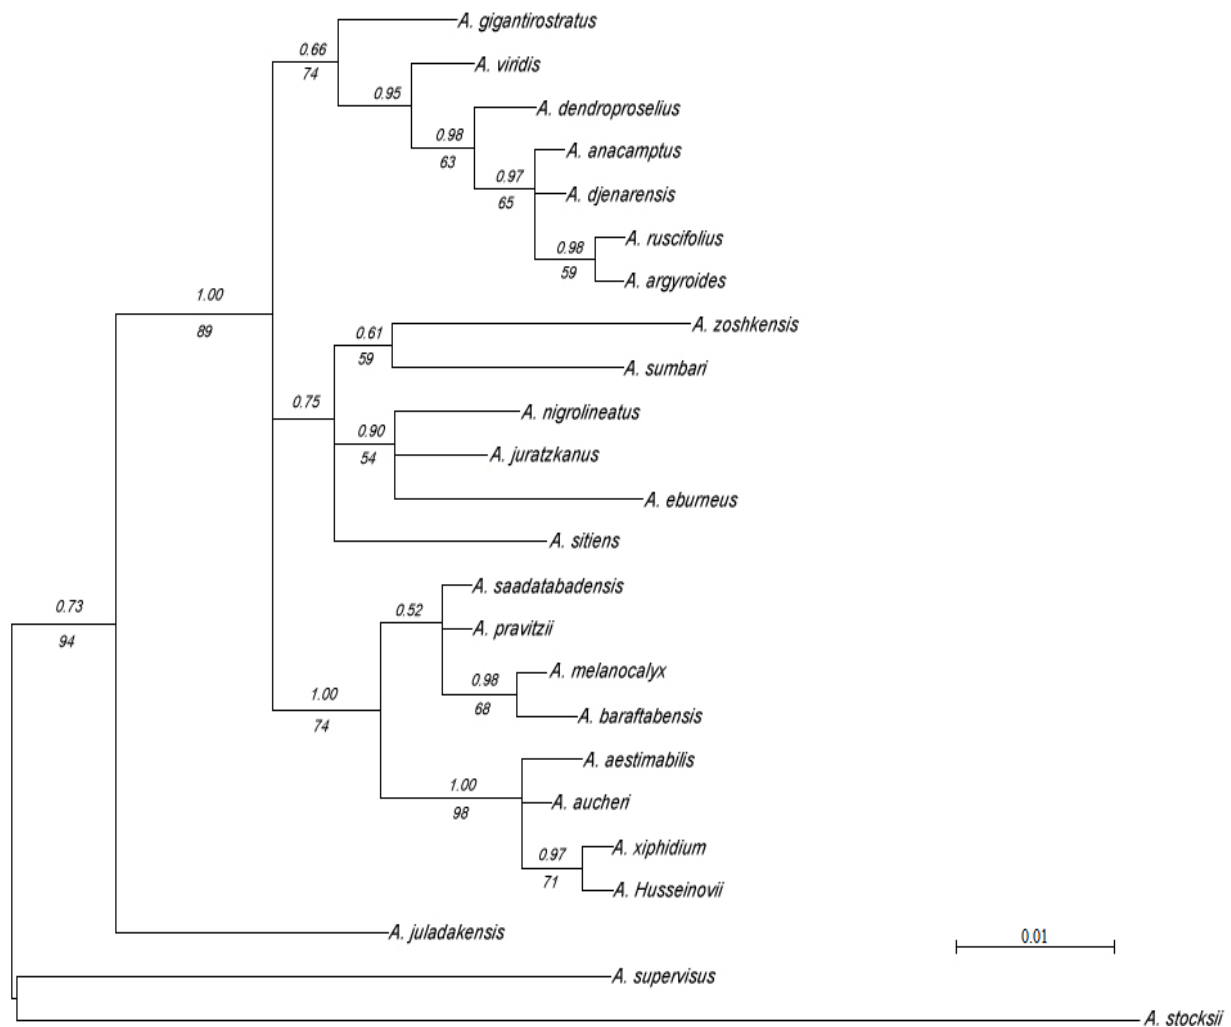 A. gigantirostratus
0.66
74
A. viridis
0.95
A. dendroproselius
0.98
63
A. anacamptus
0.97
65
A. djenarensis
A. ruscifolius
0.98
59
A. argyroides
1.00
89
A. zoshkensis
0.61
59
A. sumbari
0.75
A. nigrolineatus
0.90
54
A. juratzkanus
A. eburneus
A. sitiens
A. saadatabadensis
0.52
A. pravitzii
0.73
94
A. melanocalyx
0.98
68
1.00
74
A. baraftabensis
A. aestimabilis
1.00
98
A. aucheri
A. xiphidium
0.97
71
A. Husseinovii
A. juladakensis
0.01
A. supervisus
A. stocksii